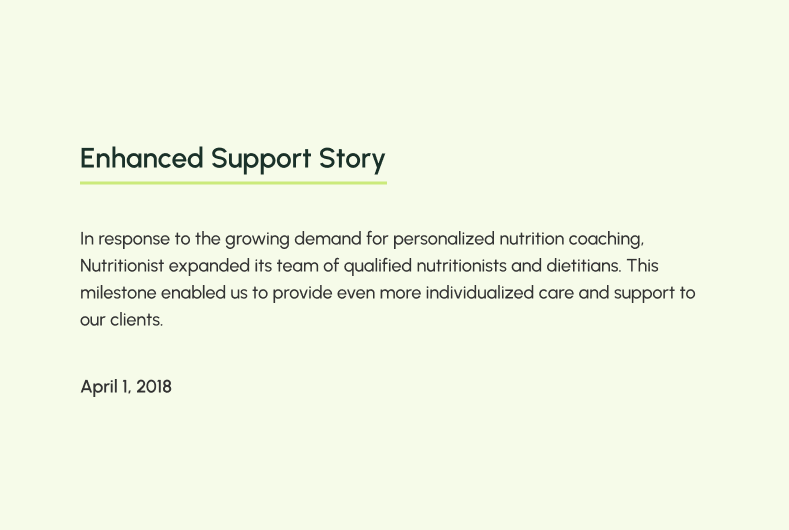 Enhanced Support Story
In response to the growing demand for personalized nutrition coaching,
Nutritionist expanded its team of qualified nutritionists and dietitians. This
milestone enabled us to provide even more individualized care and support to
our clients.
April 1, 2018